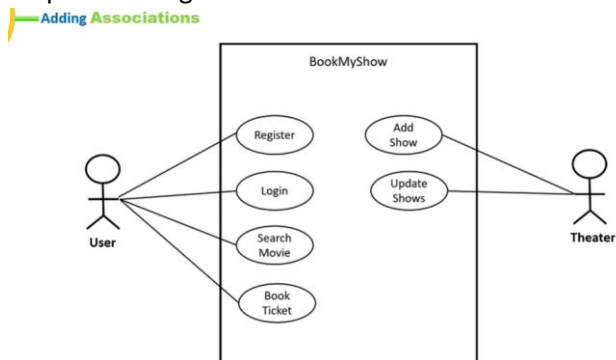 Adding Associations
BookMyShow
Register
Login
Search
Movie
Book
Ticket
Add
Show
Update
Shows
User
Theater